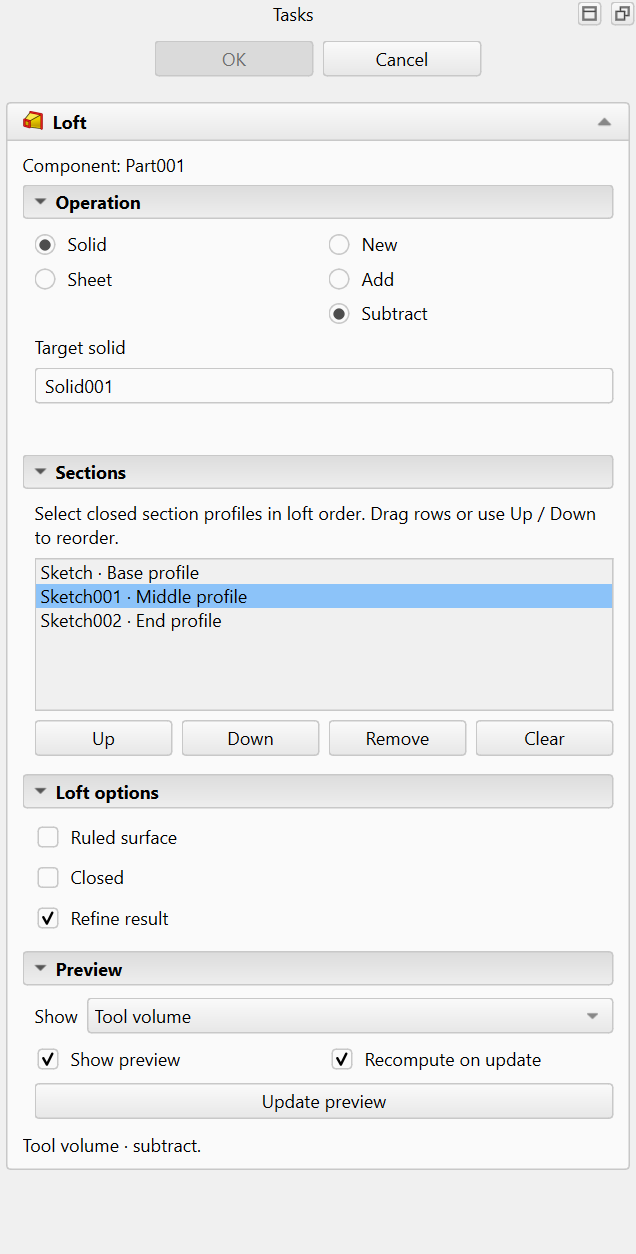 Tasks
OK Cancel
Loft
Component: Part001
Operation
Solid New
Sheet Add
Subtract
Target solid
Solid001
Sections
Select closed section profiles in loft order. Drag rows or use Up / Down
to reorder.
Sketch · Base profile
Sketch001 · Middle profile
Sketch002 · End profile
Up Down Remove Clear
Loft options
Ruled surface
Closed
Refine result
Preview
Show Tool volume
Show preview Recompute on update
Update preview
Tool volume · subtract.